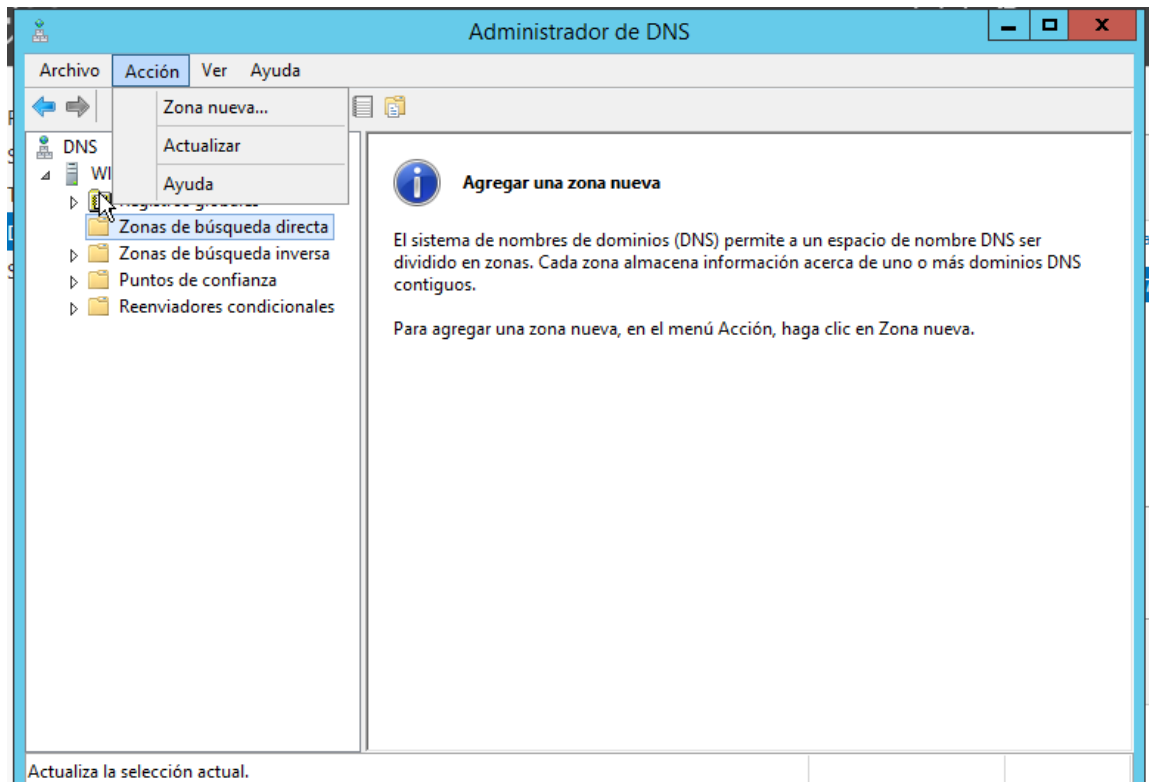 Administrador de DNS
Archivo Acción Ver Ayuda
Zona nueva...
Actualizar
Ayuda
DNS
WI
Registros globales
Zonas de búsqueda directa
Zonas de búsqueda inversa
Puntos de confianza
Reenviadores condicionales
Agregar una zona nueva
El sistema de nombres de dominios (DNS) permite a un espacio de nombre DNS ser
dividido en zonas. Cada zona almacena información acerca de uno o más dominios DNS
contiguos.
Para agregar una zona nueva, en el menú Acción, haga clic en Zona nueva.
Actualiza la selección actual.